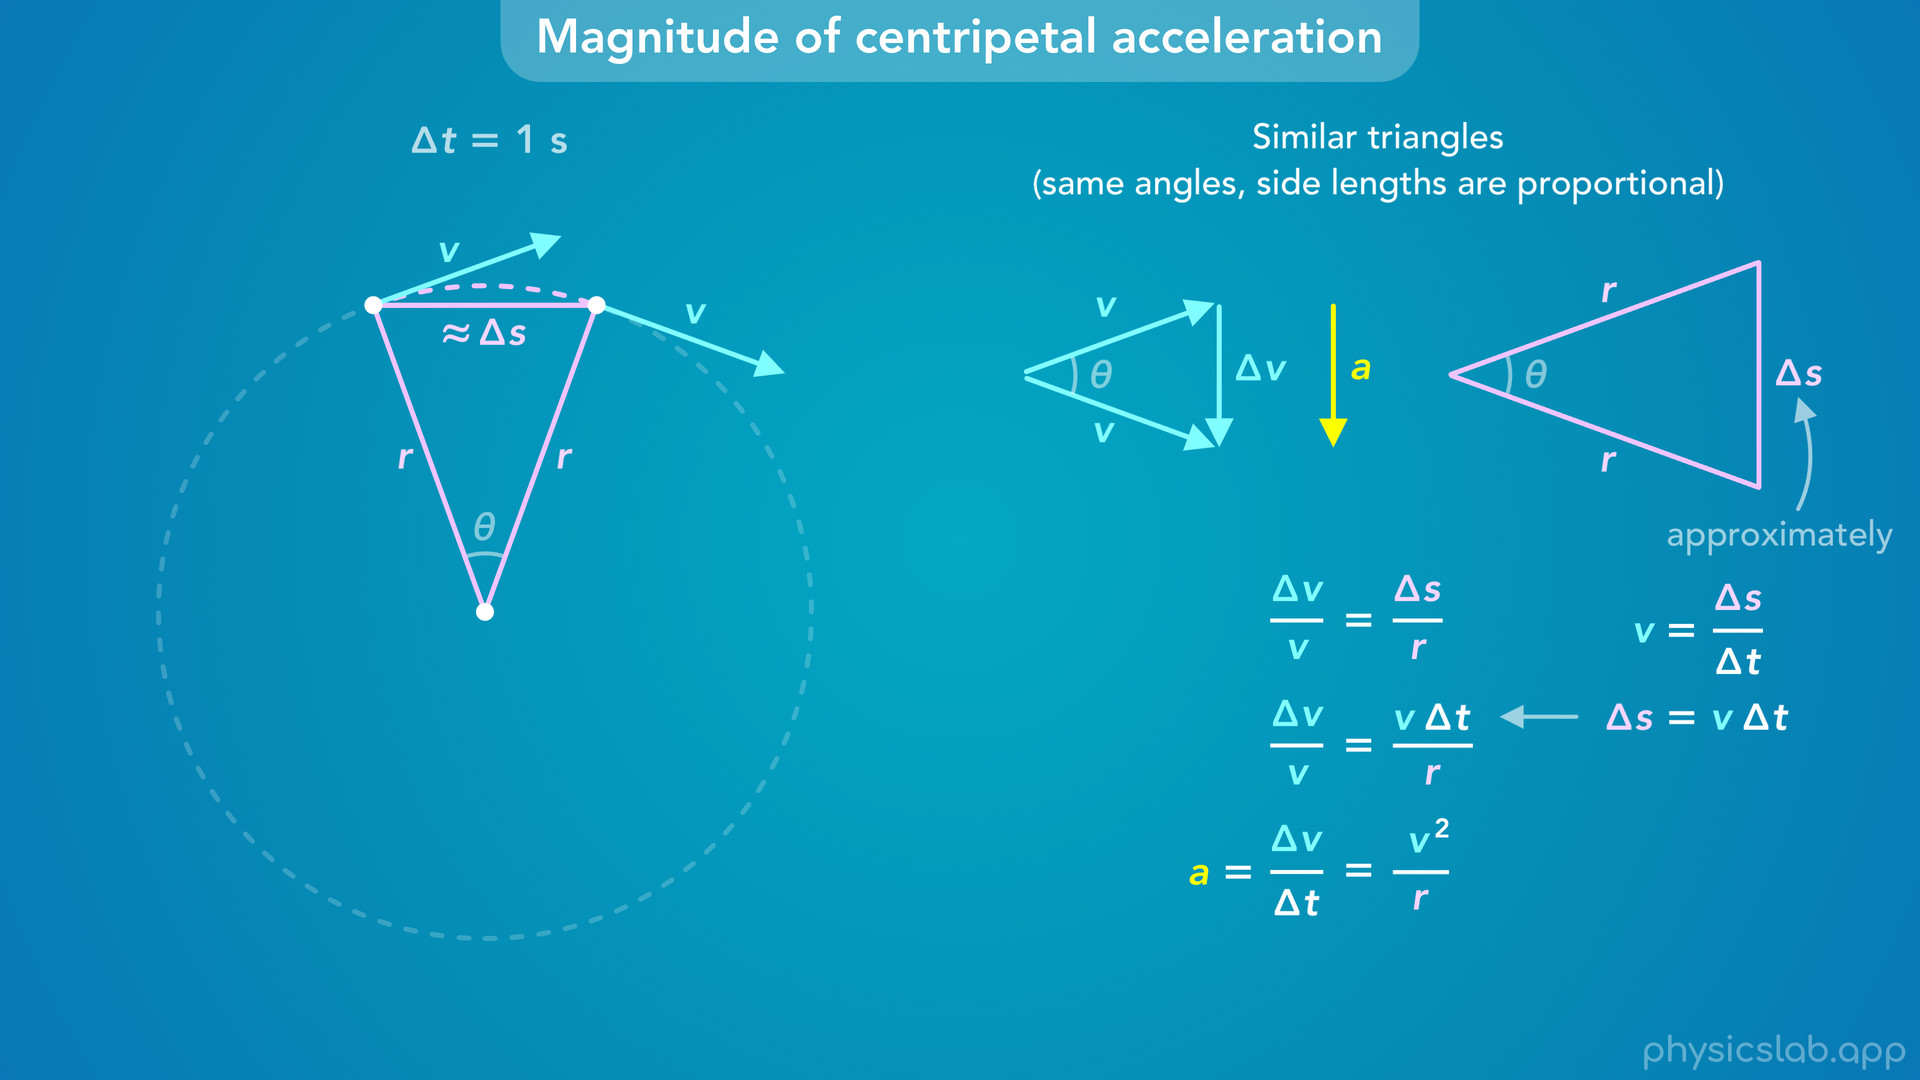 Magnitude of centripetal acceleration
Δt = 1 s
v
v
≈ Δs
r
r
θ
Similar triangles
(same angles, side lengths are proportional)
v
θ
v
Δv
a
r
θ
r
Δs
approximately
Δv/v = Δs/r
v = Δs/Δt
Δv/v = v Δt/r
Δs = v Δt
a = Δv/Δt = v²/r
physicslab.app